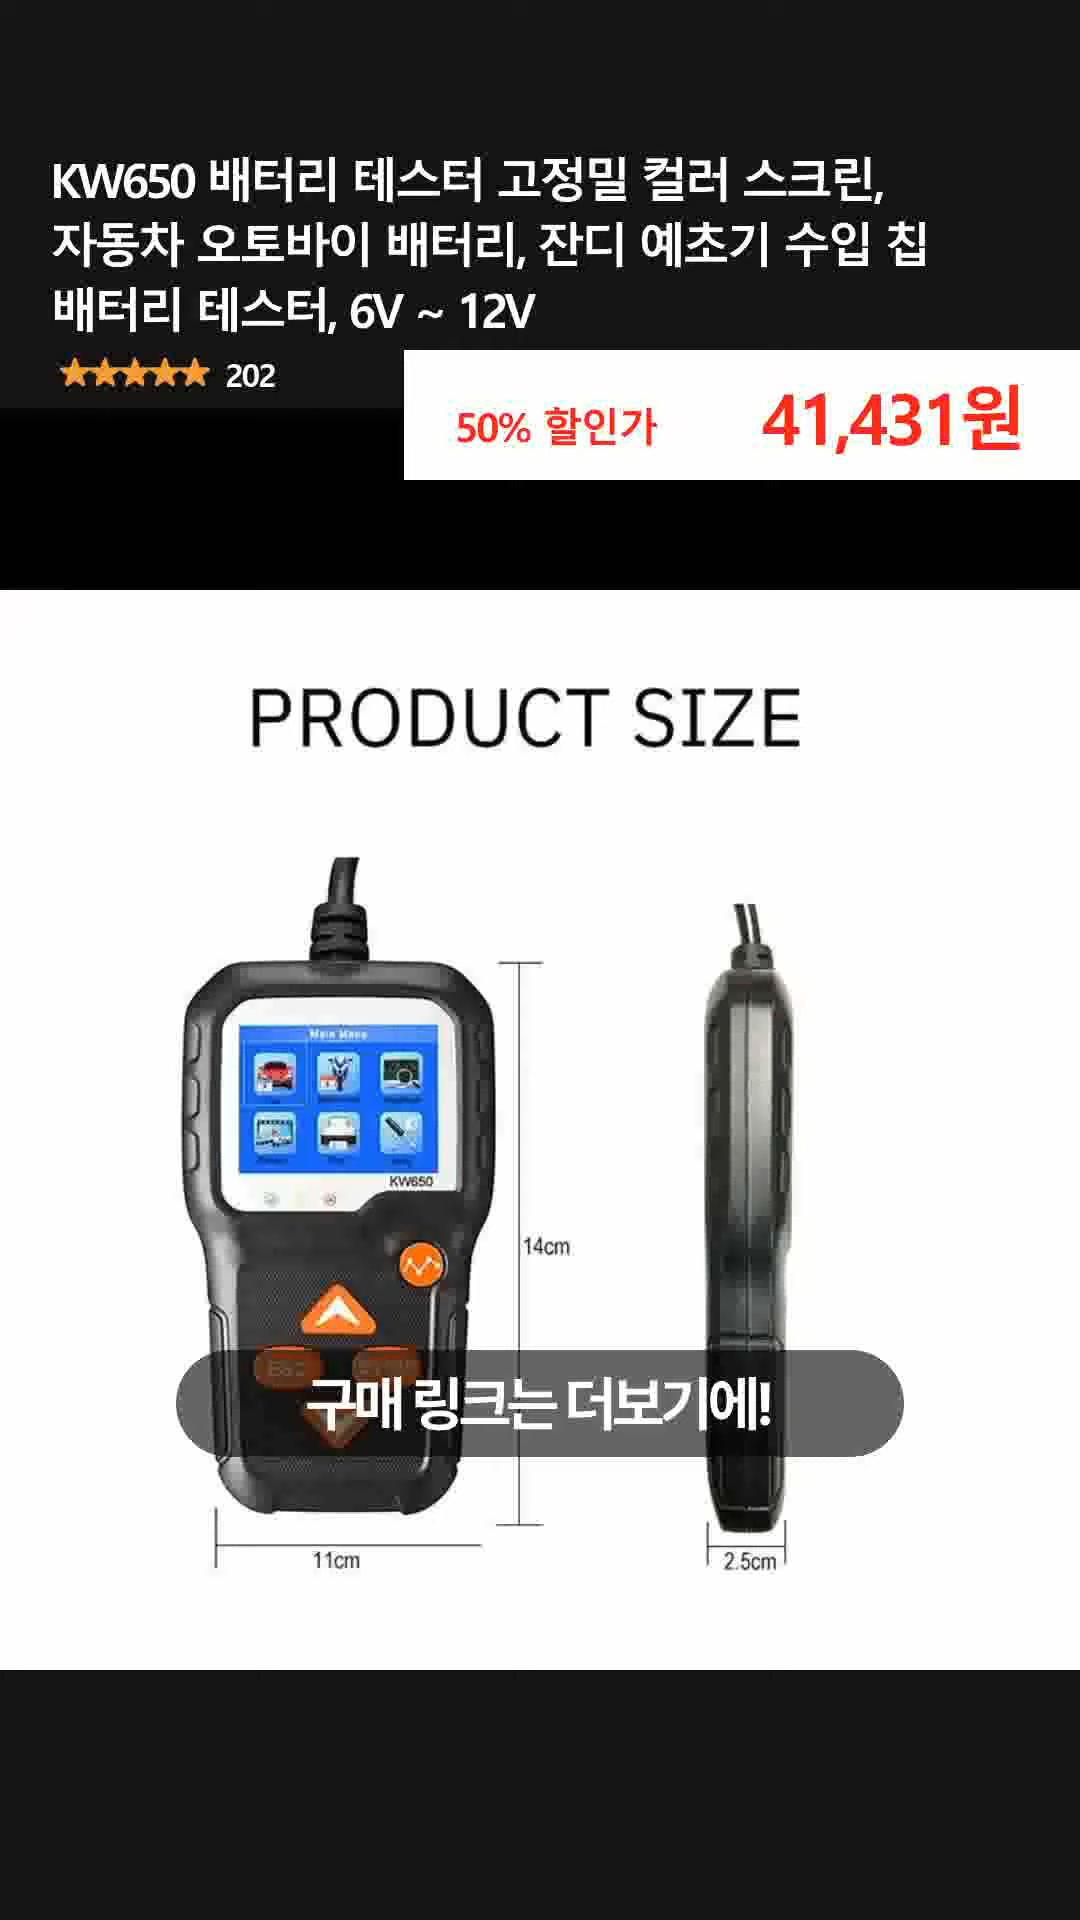 KW650 배터리 테스터 고정밀 컬러 스크린,
자동차 오토바이 배터리, 잔디 예초기 수입 칩
배터리 테스터, 6V ~ 12V
202
50% 할인가 41,431원
PRODUCT SIZE
Main Menu
KW650
14cm
ESC
구매 링크는 더보기에!
11cm
2.5cm